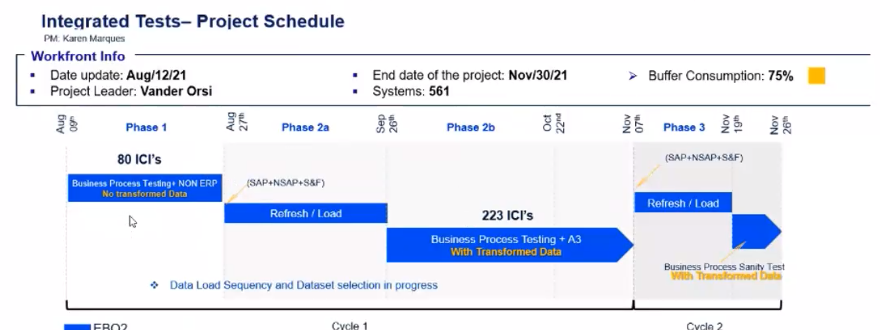 Integrated Tests– Project Schedule
PM: Karen Marques
Workfront Info
▪ Date update: Aug/12/21
▪ Project Leader: Vander Orsi
▪ End date of the project: Nov/30/21
▪ Systems: 561
➢ Buffer Consumption: 75%
Aug 09th
Phase 1
Aug 27th
Phase 2a
Sep 26th
Phase 2b
Oct 22nd
Nov 07th
Phase 3
Nov 19th
Nov 26th
80 ICI's
Business Process Testing+ NON ERP
No transformed Data
(SAP+NSAP+S&F)
Refresh / Load
223 ICI's
Business Process Testing + A3
With Transformed Data
(SAP+NSAP+S&F)
Refresh / Load
Business Process Sanity Test
With Transformed Data
❖ Data Load Sequency and Dataset selection in progress
Cycle 1
Cycle 2
EBO2